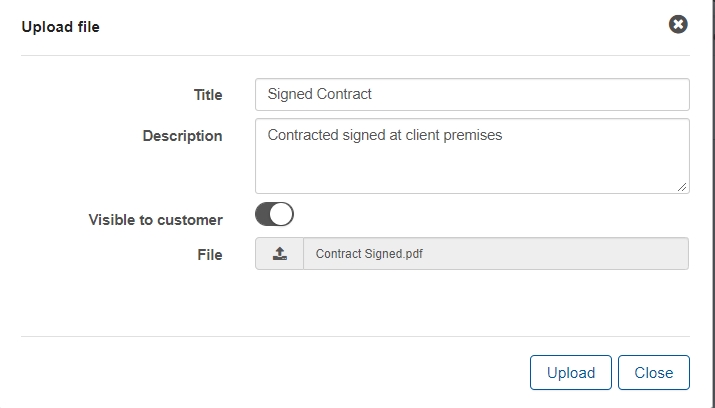 Upload file
Title
Signed Contract
Description
Contracted signed at client premises
Visible to customer
File
Contract Signed.pdf
Upload
Close